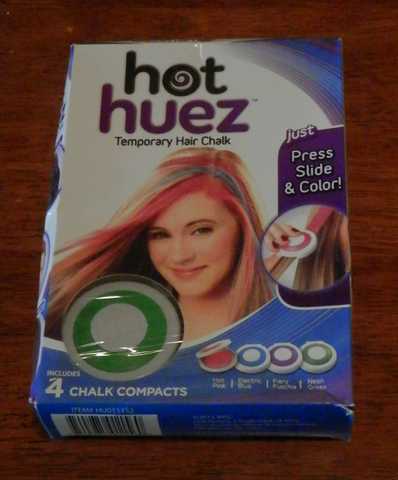 hot
huez™
Temporary Hair Chalk
just
Press
Slide
& Color!
Hot
Pink
Electric
Blue
Fiery
Fuschia
Neon
Green
INCLUDES
4 CHALK COMPACTS